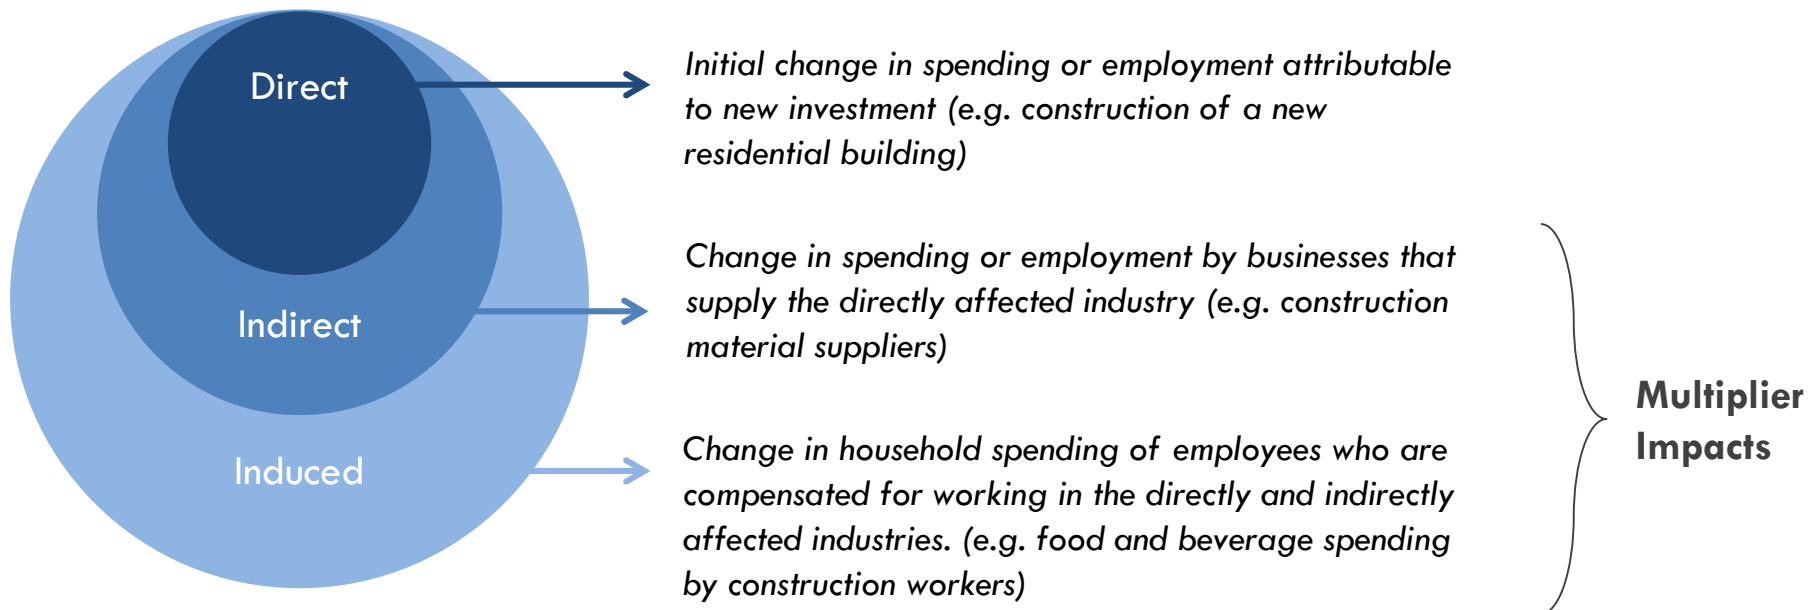 Direct
Initial change in spending or employment attributable
to new investment (e.g. construction of a new
residential building)
Indirect
Change in spending or employment by businesses that
supply the directly affected industry (e.g. construction
material suppliers)
Induced
Change in household spending of employees who are
compensated for working in the directly and indirectly
affected industries. (e.g. food and beverage spending
by construction workers)
Multiplier
Impacts